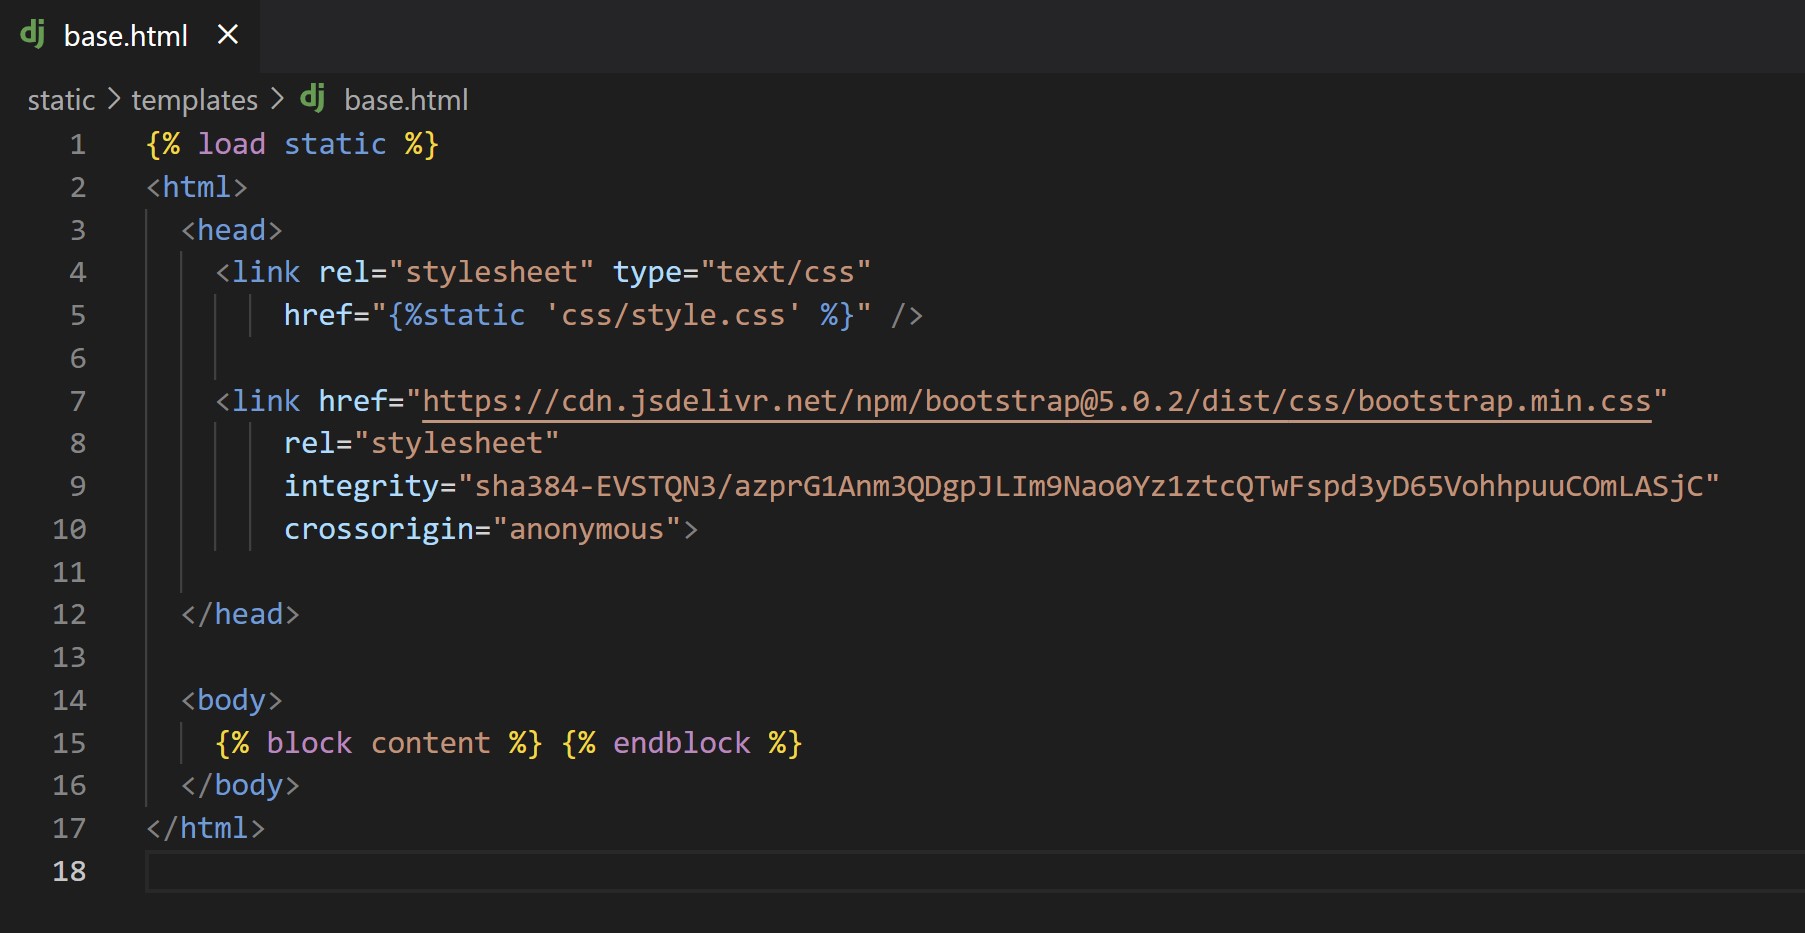 dj base.html ×
static > templates > dj base.html
1 {% load static %}
2 <html>
3 <head>
4 <link rel="stylesheet" type="text/css"
5 href="{%static 'css/style.css' %}" />
6
7 <link href="https://cdn.jsdelivr.net/npm/bootstrap@5.0.2/dist/css/bootstrap.min.css"
8 rel="stylesheet"
9 integrity="sha384-EVSTQN3/azprG1Anm3QDgpJLIm9Nao0Yz1ztcQTwFspd3yD65VohhpuuCOmLASjC"
10 crossorigin="anonymous">
11
12 </head>
13
14 <body>
15 {% block content %} {% endblock %}
16 </body>
17 </html>
18